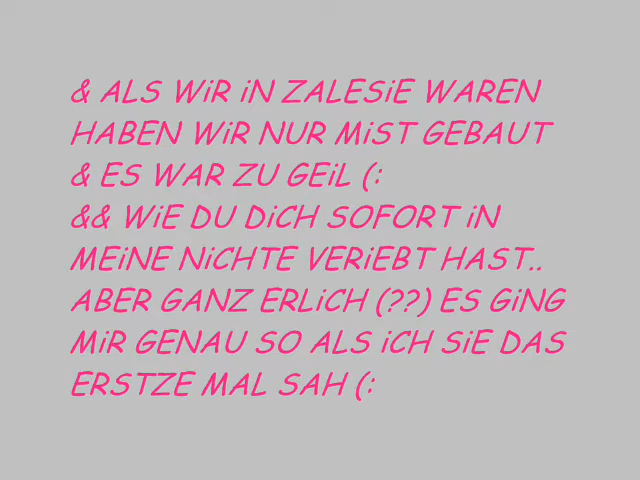 & ALS WiR iN ZALESiE WAREN
HABEN WiR NUR MiST GEBAUT
& ES WAR ZU GEiL (:
&& WiE DU DiCH SOFORT iN
MEiNE NiCHTE VERiEBT HAST..
ABER GANZ ERLiCH (??) ES GiNG
MiR GENAU SO ALS iCH SiE DAS
ERSTZE MAL SAH (: